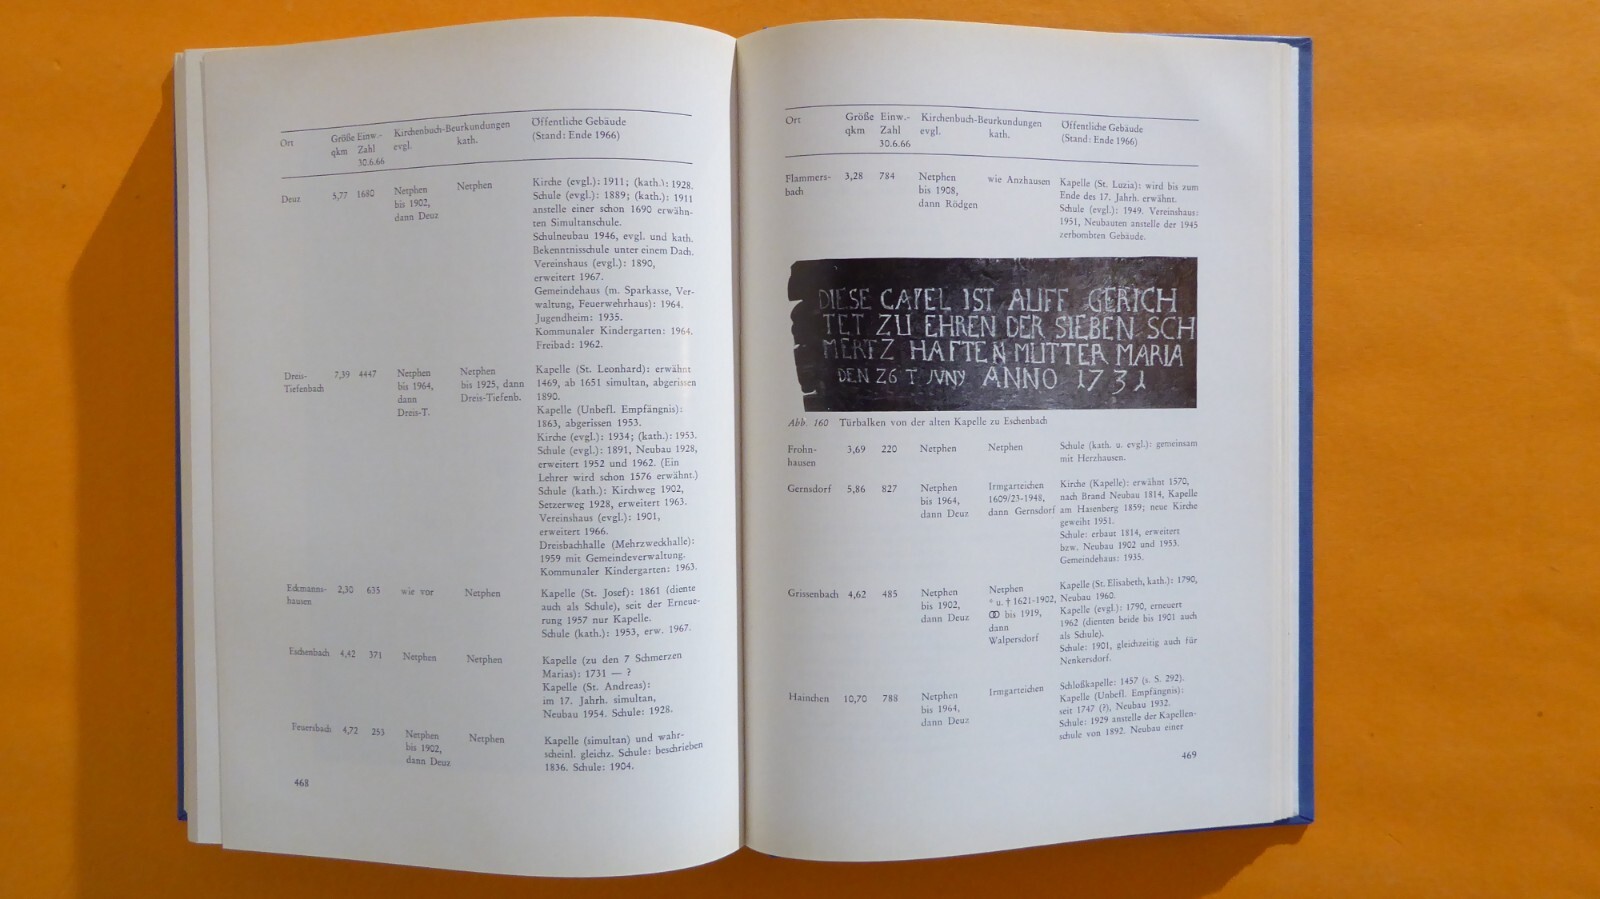 Ort Größe Einw.- Kirchenbuch-Beurkundungen Öffentliche Gebäude
qkm Zahl evgl. kath. (Stand: Ende 1966)
30.6.66
Deuz 5,77 1680 Netphen Netphen Kirche (evgl.): 1911; (kath.): 1928.
bis 1902, Schule (evgl.): 1889; (kath.): 1911
dann Deuz anstelle einer schon 1690 erwähn-
ten Simultanschule.
Schulneubau 1946, evgl. und kath.
Bekenntnisschule unter einem Dach.
Vereinshaus (evgl.): 1890,
erweitert 1967.
Gemeindehaus (m. Sparkasse, Ver-
waltung, Feuerwehrhaus): 1964.
Jugendheim: 1935.
Kommunaler Kindergarten: 1964.
Freibad: 1962.
Dreis- 7,39 4447 Netphen Netphen Kapelle (St. Leonhard): erwähnt
Tiefenbach bis 1964, bis 1925, dann 1469, ab 1651 simultan, abgerissen
dann Dreis-Tiefenb. 1890.
Dreis-T. Kapelle (Unbefl. Empfängnis):
1863, abgerissen 1953.
Kirche (evgl.): 1934; (kath.): 1953.
Schule (evgl.): 1891, Neubau 1928,
erweitert 1952 und 1962. (Ein
Lehrer wird schon 1576 erwähnt.)
Schule (kath.): Kirchweg 1902,
Setzerweg 1928, erweitert 1963.
Vereinshaus (evgl.): 1901,
erweitert 1966.
Dreisbachhalle (Mehrzweckhalle):
1959 mit Gemeindeverwaltung.
Kommunaler Kindergarten: 1963.
Eckmanns- 2,30 635 wie vor Netphen Kapelle (St. Josef): 1861 (diente
hausen auch als Schule), seit der Erneue-
rung 1957 nur Kapelle.
Schule (kath.): 1953, erw. 1967.
Eschenbach 4,42 371 Netphen Netphen Kapelle (zu den 7 Schmerzen
Marias): 1731 — ?
Kapelle (St. Andreas):
im 17. Jahrh. simultan,
Neubau 1954. Schule: 1928.
Feuersbach 4,72 253 Netphen Netphen Kapelle (simultan) und wahr-
bis 1902, scheinl. gleichz. Schule: beschrieben
dann Deuz 1836. Schule: 1904.
468
Ort Größe Einw.- Kirchenbuch-Beurkundungen Öffentliche Gebäude
qkm Zahl evgl. kath. (Stand: Ende 1966)
30.6.66
Flammers- 3,28 784 Netphen wie Anzhausen Kapelle (St. Luzia): wird bis zum
bach bis 1908, Ende des 17. Jahrh. erwähnt.
dann Rödgen Schule (evgl.): 1949. Vereinshaus:
1951, Neubauten anstelle der 1945
zerbombten Gebäude.
DIESE CAPEL IST AUFF GERICH
TET ZU EHREN DER SIEBEN SCH
MERTZ HAFTEN MUTTER MARIA
DEN 26 T JVNY ANNO 1731
Abb. 160 Türbalken von der alten Kapelle zu Eschenbach
Frohn- 3,69 220 Netphen Netphen Schule (kath. u. evgl.): gemeinsam
hausen mit Herzhausen.
Gernsdorf 5,86 827 Netphen Irmgarteichen Kirche (Kapelle): erwähnt 1570,
bis 1964, 1609/23-1948, nach Brand Neubau 1814, Kapelle
dann Deuz dann Gernsdorf am Hasenberg 1859; neue Kirche
geweiht 1951.
Schule: erbaut 1814, erweitert
bzw. Neubau 1902 und 1953.
Gemeindehaus: 1935.
Grissenbach 4,62 485 Netphen Netphen Kapelle (St. Elisabeth, kath.): 1790,
bis 1902, * u. † 1621-1902, Neubau 1960.
dann Deuz ⚭ bis 1919, Kapelle (evgl.): 1790, erneuert
dann 1962 (dienten beide bis 1901 auch
Walpersdorf als Schule).
Schule: 1901, gleichzeitig auch für
Nenkersdorf.
Hainchen 10,70 788 Netphen Irmgarteichen Schloßkapelle: 1457 (s. S. 292).
bis 1964, Kapelle (Unbefl. Empfängnis):
dann Deuz seit 1747 (?), Neubau 1932.
Schule: 1929 anstelle der Kapellen-
schule von 1892. Neubau einer
469